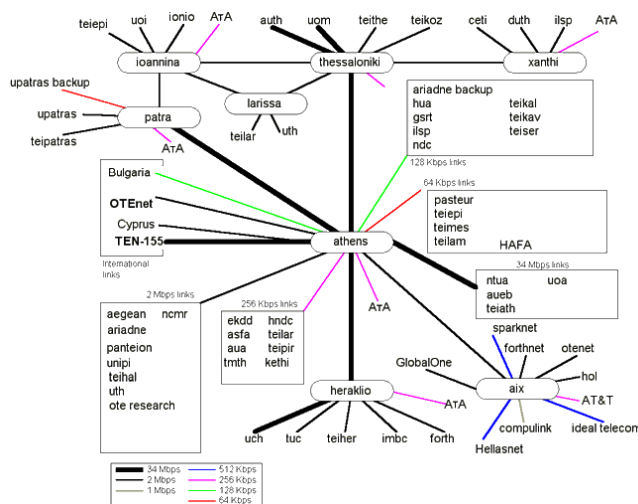 auth uom teithe teikoz
ceti duth ilsp AτA
teiepi uoi ionio AτA
ioannina thessaloniki xanthi
upatras backup
larissa
upatras
patra
teipatras
AτA
teilar uth
ariadne backup
hua teikal
gsrt teikav
ilsp teiser
ndc
128 Kbps links
64 Kbps links
pasteur
teiepi
teimes
teilam HAFA
Bulgaria
OTEnet
Cyprus
TEN-155
International
links
athens
34 Mbps links
ntua uoa
aueb
teiath
2 Mbps links
aegean ncmr
ariadne
panteion
unipi
teihal
uth
ote research
256 Kbps links
ekdd hndc
asfa teilar
aua teipir
tmth kethi
AτA
sparknet
forthnet otenet
GlobalOne
hol
aix
AT&T
compulink ideal telecom
Hellasnet
heraklio
AτA
uch tuc teiher imbc forth
34 Mbps 512 Kbps
2 Mbps 256 Kbps
1 Mbps 128 Kbps
64 Kbps